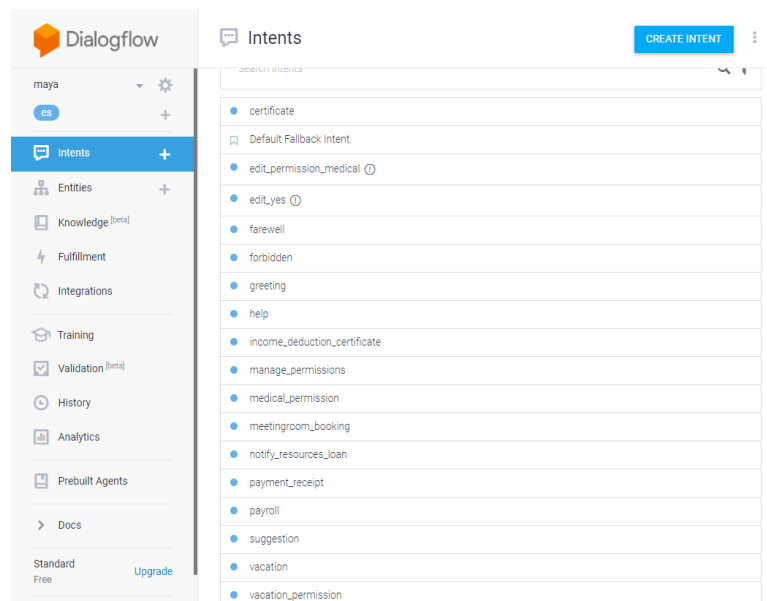 Dialogflow
maya
es
Intents
Entities
Knowledge [beta]
Fulfillment
Integrations
Training
Validation [beta]
History
Analytics
Prebuilt Agents
Docs
Standard
Free
Upgrade
Intents
CREATE INTENT
Search intents
certificate
Default Fallback Intent
edit_permission_medical
edit_yes
farewell
forbidden
greeting
help
income_deduction_certificate
manage_permissions
medical_permission
meetingroom_booking
notify_resources_loan
payment_receipt
payroll
suggestion
vacation
vacation_permission